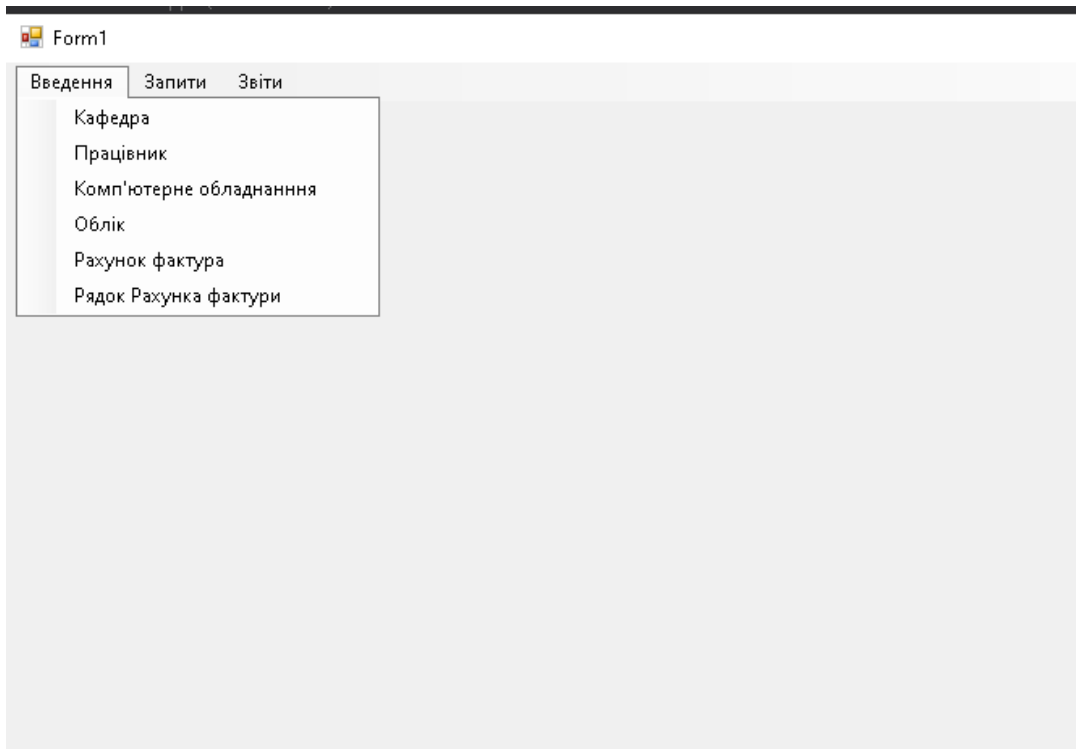 Form1
Введення Запити Звіти
Кафедра
Працівник
Комп'ютерне обладнанння
Облік
Рахунок фактура
Рядок Рахунка фактури